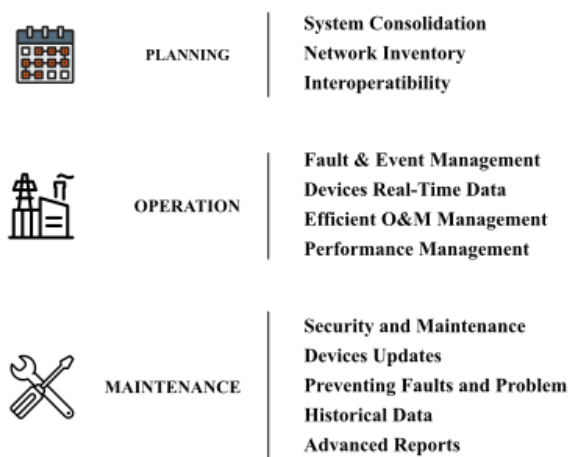 PLANNING
System Consolidation
Network Inventory
Interoperatibility
OPERATION
Fault & Event Management
Devices Real-Time Data
Efficient O&M Management
Performance Management
MAINTENANCE
Security and Maintenance
Devices Updates
Preventing Faults and Problem
Historical Data
Advanced Reports